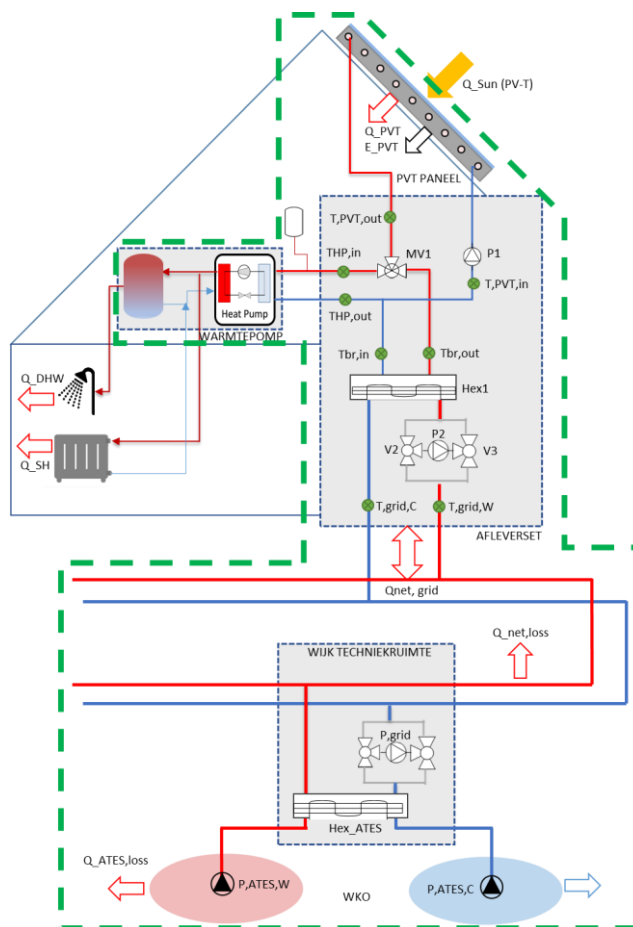 Q_Sun (PV-T)
Q_PVT
E_PVT
PVT PANEEL
T,PVT,out
P1
THP,in
MV1
T,PVT,in
Heat Pump
THP,out
WARMTEPOMP
Tbr,in
Tbr,out
Q_DHW
Hex1
P2
V2
V3
Q_SH
T,grid,C
T,grid,W
AFLEVERSET
Qnet, grid
Q_net,loss
WIJK TECHNIEKRUIMTE
P,grid
Hex_ATES
Q_ATES,loss
P,ATES,W
WKO
P,ATES,C